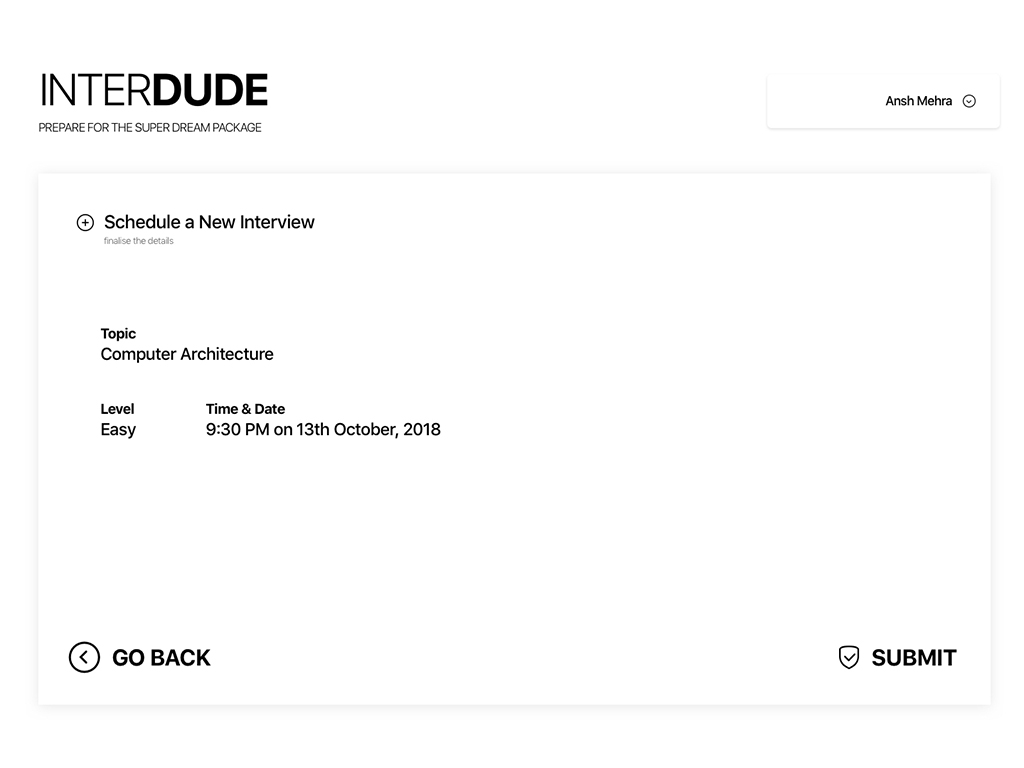 INTERDUDE
PREPARE FOR THE SUPER DREAM PACKAGE
Ansh Mehra
Schedule a New Interview
finalise the details
Topic
Computer Architecture
Level
Easy
Time & Date
9:30 PM on 13th October, 2018
GO BACK
SUBMIT